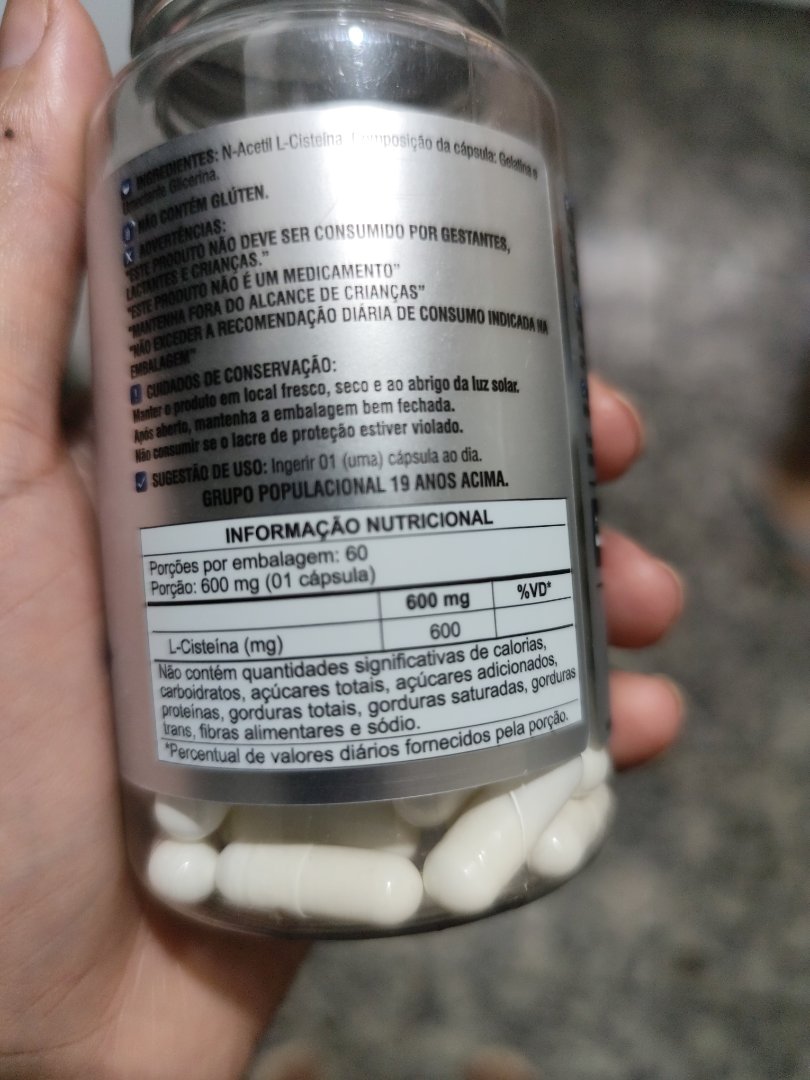 INGREDIENTES: N-Acetil L-Cisteína. Composição da cápsula: Gelatina e
Glicerina.
NÃO CONTÉM GLÚTEN.
ADVERTÊNCIAS:
"ESTE PRODUTO NÃO DEVE SER CONSUMIDO POR GESTANTES,
LACTANTES E CRIANÇAS."
"ESTE PRODUTO NÃO É UM MEDICAMENTO"
"MANTENHA FORA DO ALCANCE DE CRIANÇAS"
"NÃO EXCEDER A RECOMENDAÇÃO DIÁRIA DE CONSUMO INDICADA NA
EMBALAGEM"
CUIDADOS DE CONSERVAÇÃO:
Manter o produto em local fresco, seco e ao abrigo da luz solar.
Após aberto, mantenha a embalagem bem fechada.
Não consumir se o lacre de proteção estiver violado.
SUGESTÃO DE USO: Ingerir 01 (uma) cápsula ao dia.
GRUPO POPULACIONAL 19 ANOS ACIMA.
INFORMAÇÃO NUTRICIONAL
Porções por embalagem: 60
Porção: 600 mg (01 cápsula)
600 mg %VD*
L-Cisteína (mg) 600
Não contém quantidades significativas de calorias,
carboidratos, açúcares totais, açúcares adicionados,
proteínas, gorduras totais, gorduras saturadas, gorduras
trans, fibras alimentares e sódio.
*Percentual de valores diários fornecidos pela porção.